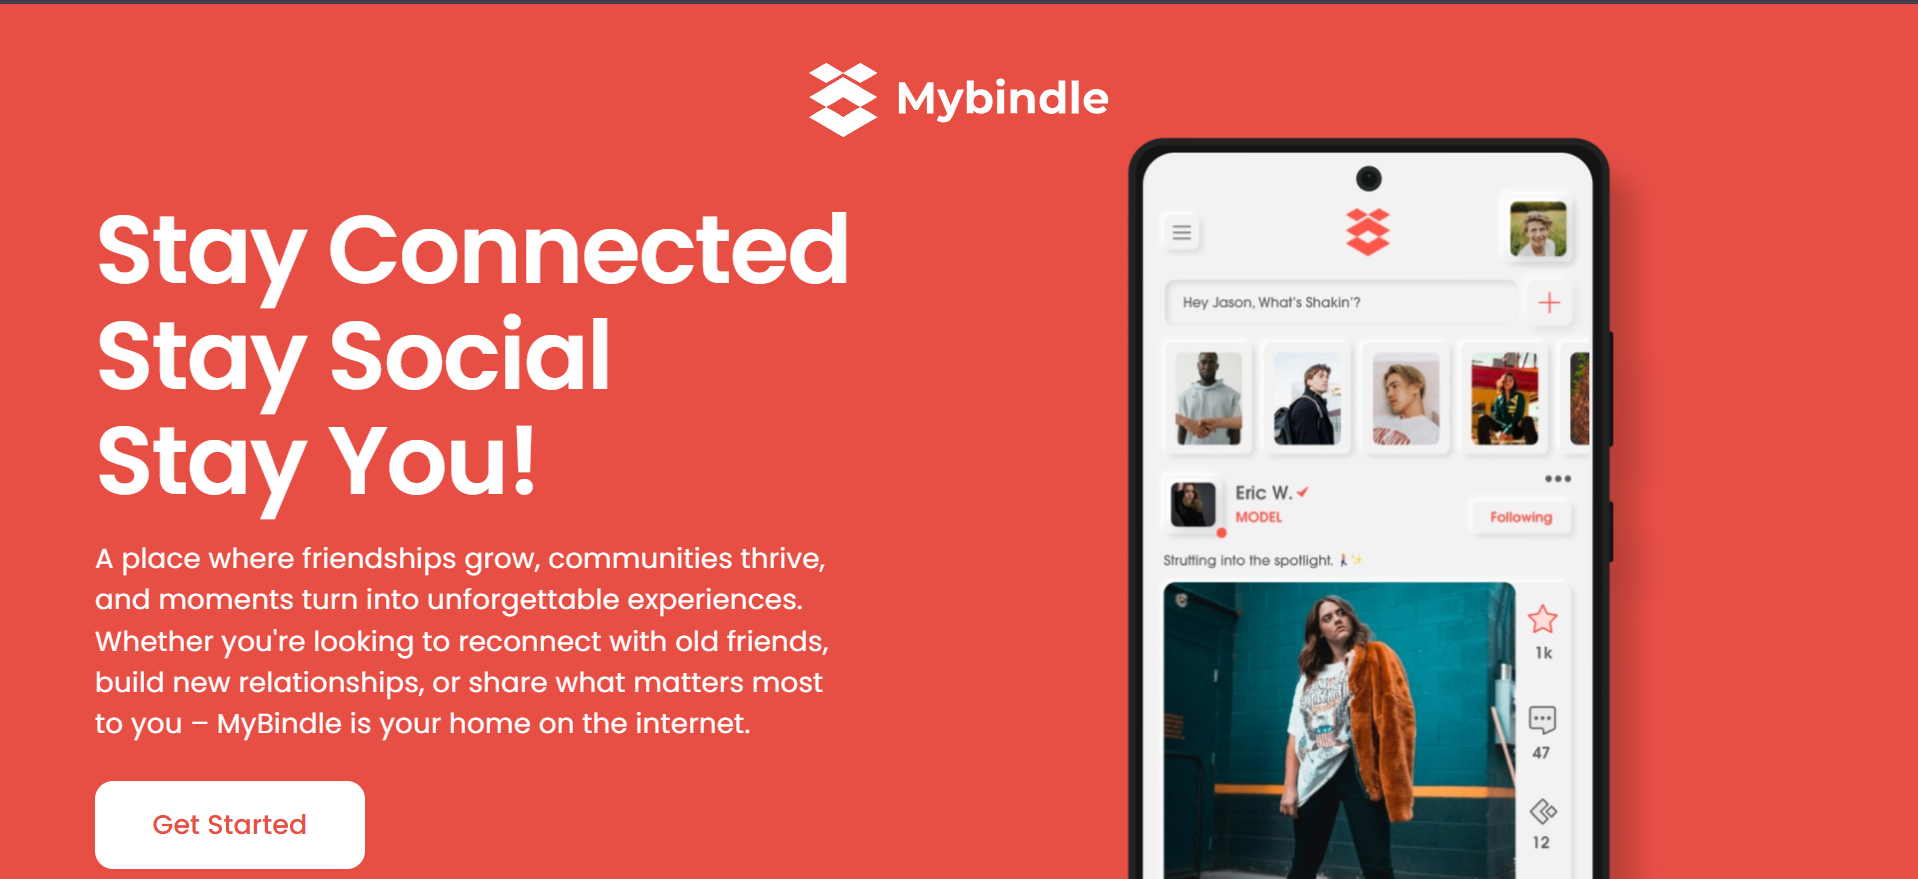 Mybindle
Stay Connected
Stay Social
Stay You!
A place where friendships grow, communities thrive,
and moments turn into unforgettable experiences.
Whether you're looking to reconnect with old friends,
build new relationships, or share what matters most
to you – MyBindle is your home on the internet.
Get Started
Hey Jason, What's Shakin'?
Eric W.
MODEL
Following
Strutting into the spotlight.
1k
47
12